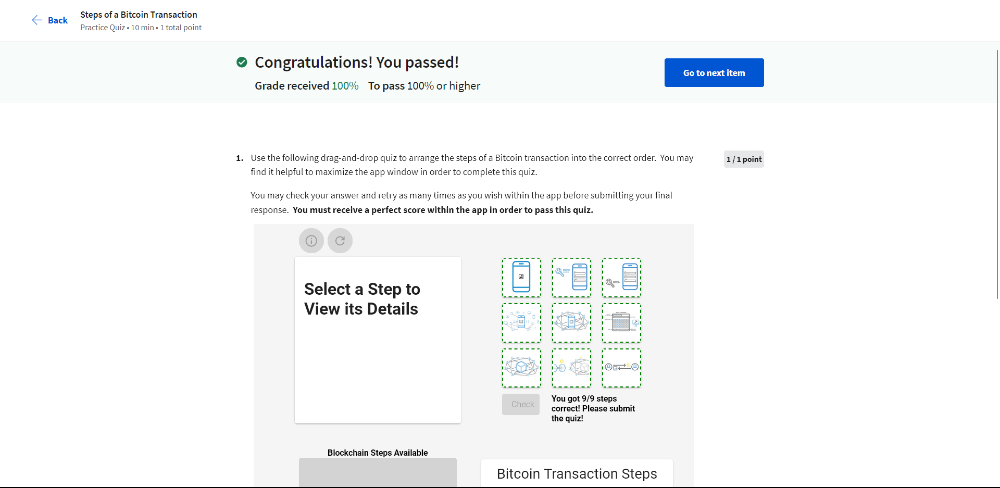 Back
Steps of a Bitcoin Transaction
Practice Quiz • 10 min • 1 total point
Congratulations! You passed!
Grade received 100% To pass 100% or higher
Go to next item
1. Use the following drag-and-drop quiz to arrange the steps of a Bitcoin transaction into the correct order. You may
find it helpful to maximize the app window in order to complete this quiz.
1 / 1 point
You may check your answer and retry as many times as you wish within the app before submitting your final
response. You must receive a perfect score within the app in order to pass this quiz.
Select a Step to
View its Details
Check
You got 9/9 steps
correct! Please submit
the quiz!
Blockchain Steps Available
Bitcoin Transaction Steps